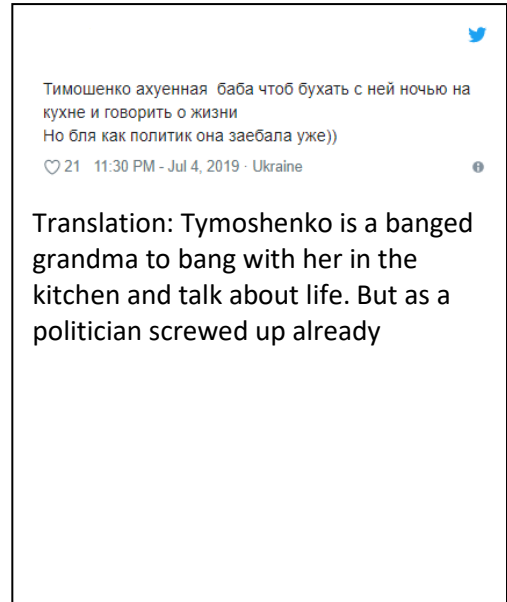 Тимошенко ахуенная баба чтоб бухать с ней ночью на
кухне и говорить о жизни
Но бля как политик она заебала уже))
21 11:30 PM - Jul 4, 2019 · Ukraine
Translation: Tymoshenko is a banged
grandma to bang with her in the
kitchen and talk about life. But as a
politician screwed up already